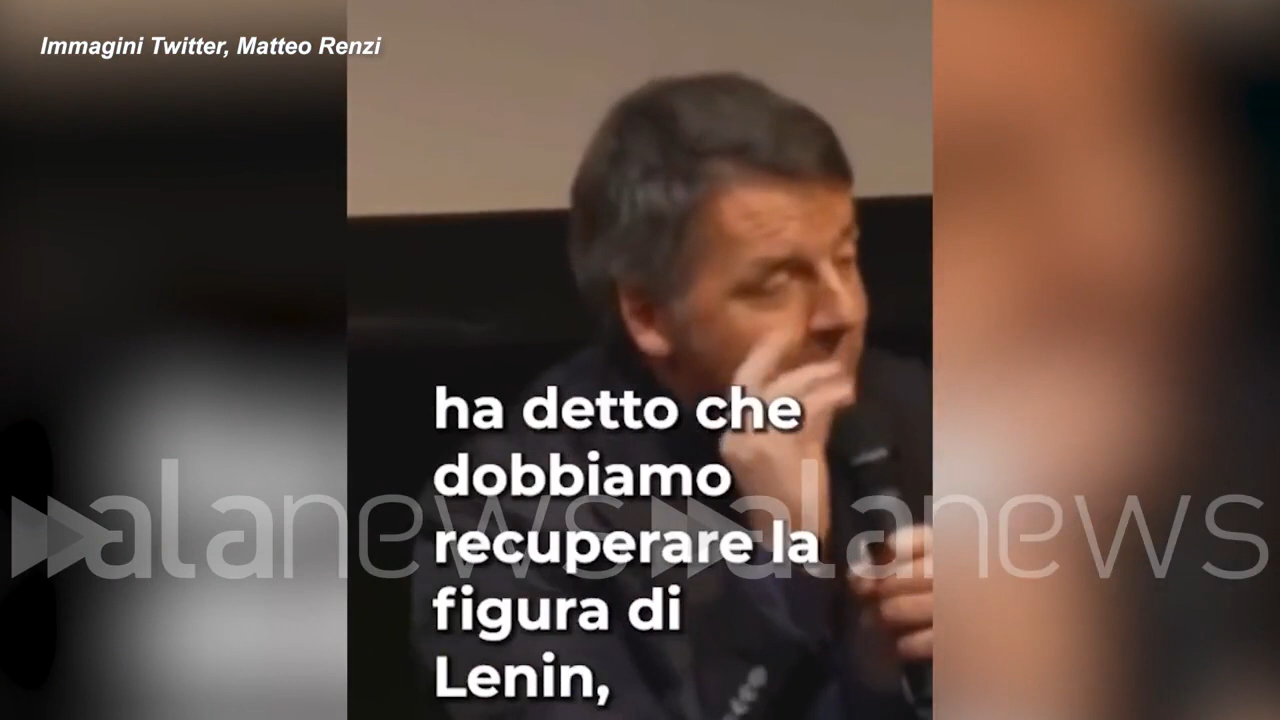 Immagini Twitter, Matteo Renzi
ha detto che
dobbiamo
recuperare la
figura di
Lenin,
alanews alanews